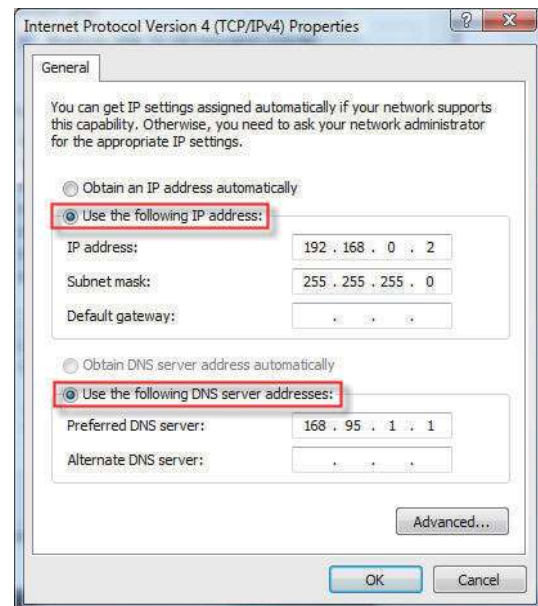 Internet Protocol Version 4 (TCP/IPv4) Properties
General
You can get IP settings assigned automatically if your network supports
this capability. Otherwise, you need to ask your network administrator
for the appropriate IP settings.
Obtain an IP address automatically
Use the following IP address:
IP address: 192 . 168 . 0 . 2
Subnet mask: 255 . 255 . 255 . 0
Default gateway: . . .
Obtain DNS server address automatically
Use the following DNS server addresses:
Preferred DNS server: 168 . 95 . 1 . 1
Alternate DNS server: . . .
Advanced...
OK Cancel